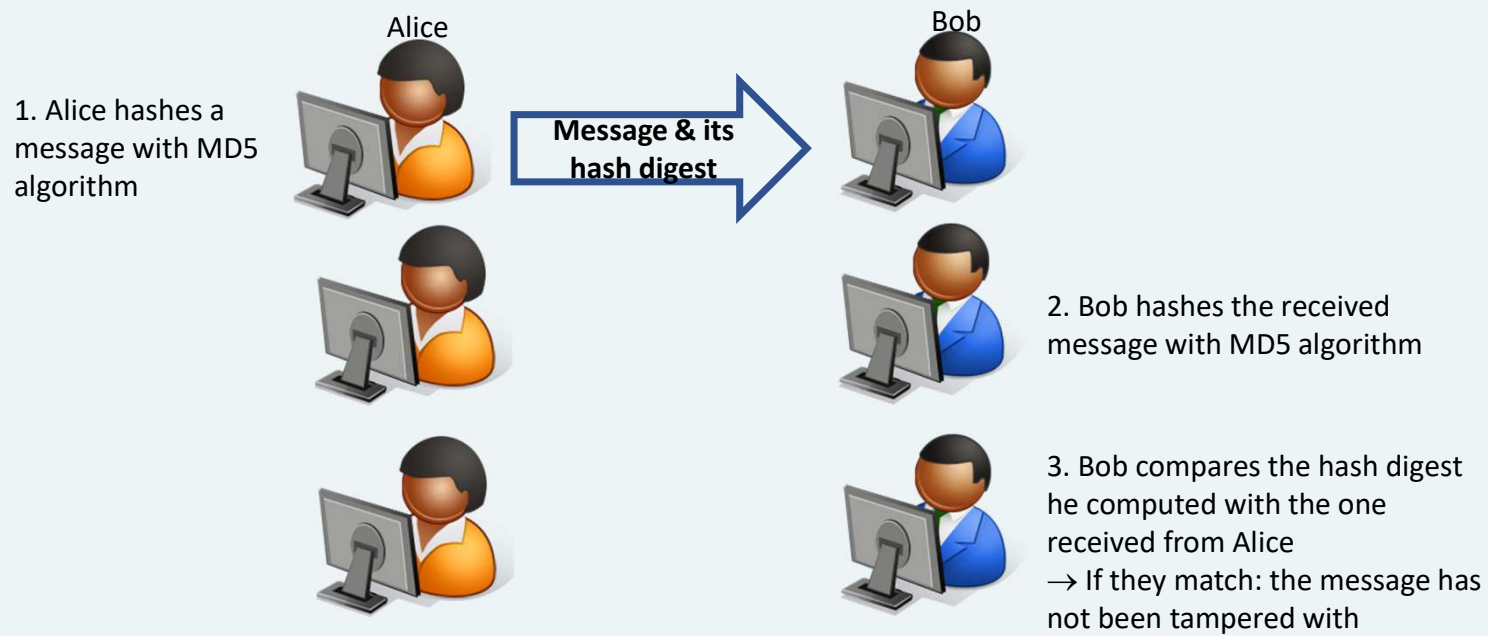 Alice
Bob
1. Alice hashes a
message with MD5
algorithm
Message & its
hash digest
2. Bob hashes the received
message with MD5 algorithm
3. Bob compares the hash digest
he computed with the one
received from Alice
→ If they match: the message has
not been tampered with